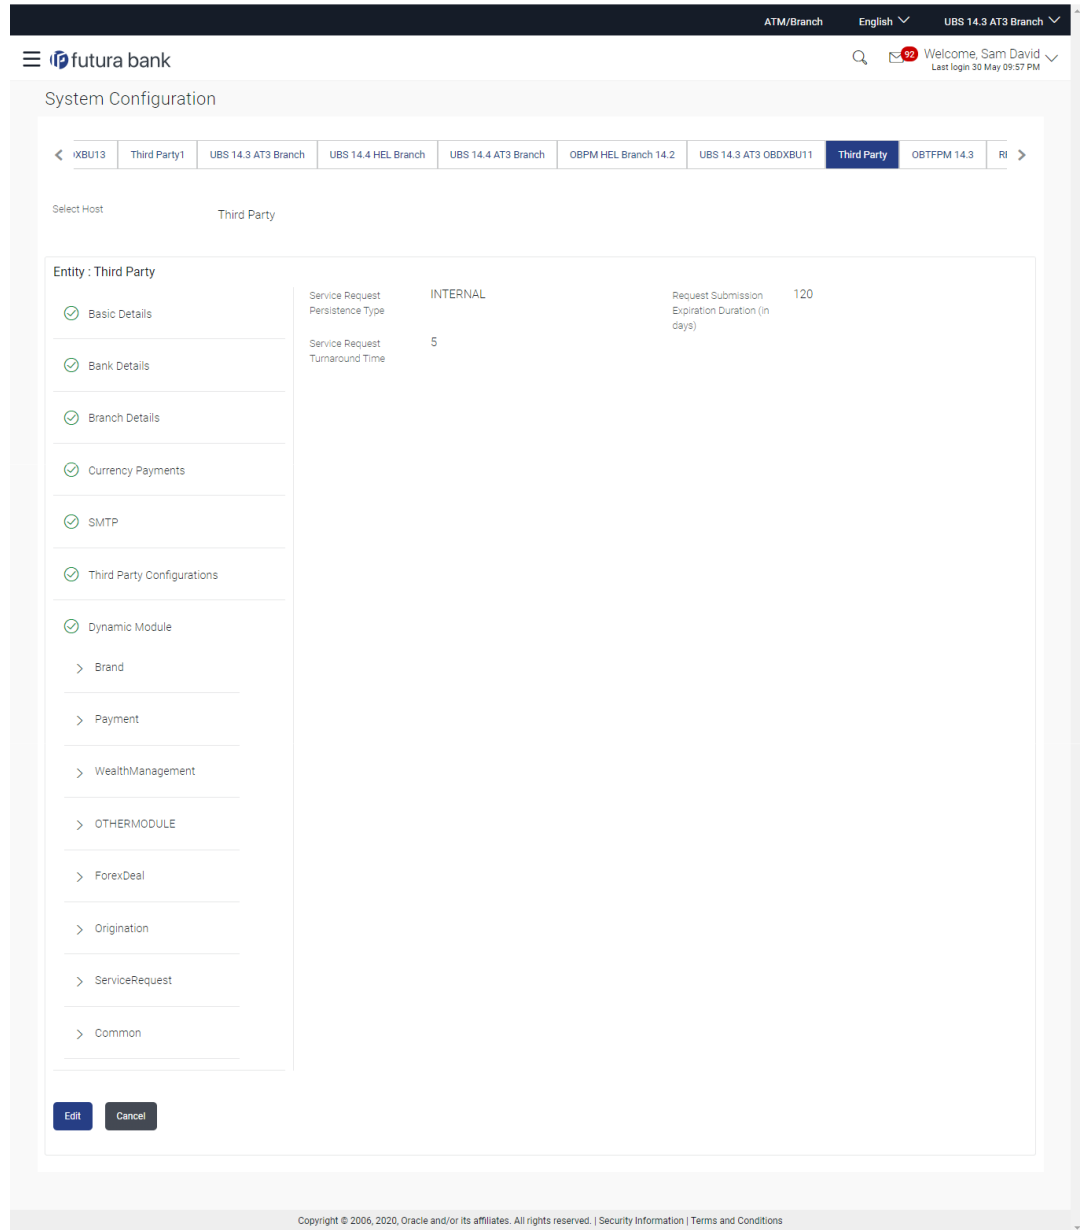 ATM/Branch English UBS 14.3 AT3 Branch
futura bank
92 Welcome, Sam David
Last login 30 May 09:57 PM
System Configuration
XBU13 Third Party1 UBS 14.3 AT3 Branch UBS 14.4 HEL Branch UBS 14.4 AT3 Branch OBPM HEL Branch 14.2 UBS 14.3 AT3 OBDXBU11 Third Party OBTFPM 14.3
Select Host Third Party
Entity : Third Party
Basic Details
Bank Details
Branch Details
Currency Payments
SMTP
Third Party Configurations
Dynamic Module
Brand
Payment
WealthManagement
OTHERMODULE
ForexDeal
Origination
ServiceRequest
Common
Service Request
Persistence Type
INTERNAL
Request Submission
Expiration Duration (in
days)
120
Service Request
Turnaround Time
5
Edit Cancel
Copyright © 2006, 2020, Oracle and/or its affiliates. All rights reserved. | Security Information | Terms and Conditions